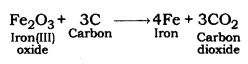 Fe₂O₃ + 3C ⟶ 4Fe + 3CO₂
Iron(III) Carbon Iron Carbon
oxide dioxide